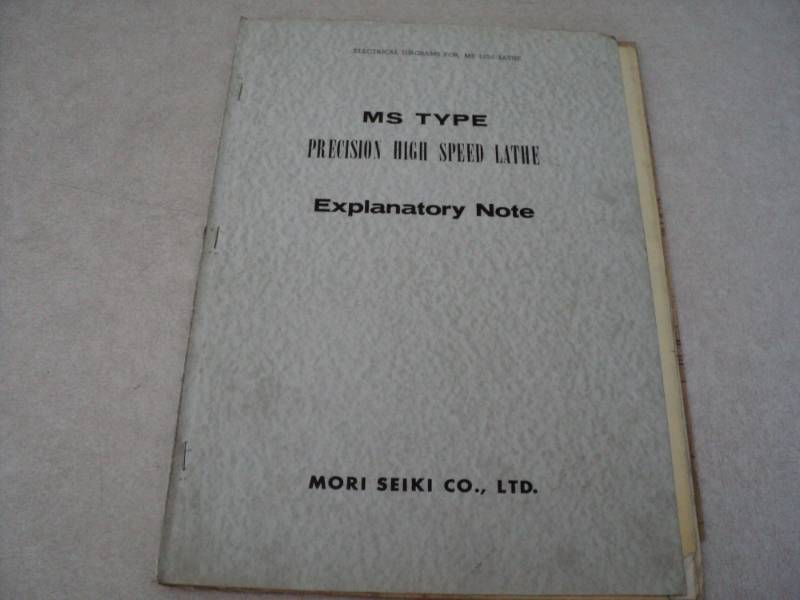 ELECTRICAL DIAGRAMS FOR, LATHE
MS TYPE
PRECISION HIGH SPEED LATHE
Explanatory Note
MORI SEIKI CO., LTD.